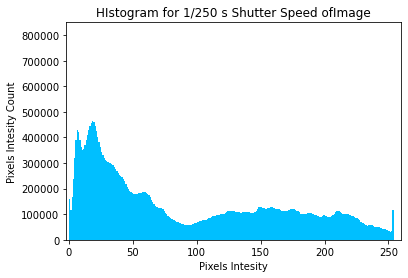 HIstogram for 1/250 s Shutter Speed ofImage
800000
700000
600000
500000
400000
300000
200000
100000
0
Pixels Intesity Count
0 50 100 150 200 250
Pixels Intesity